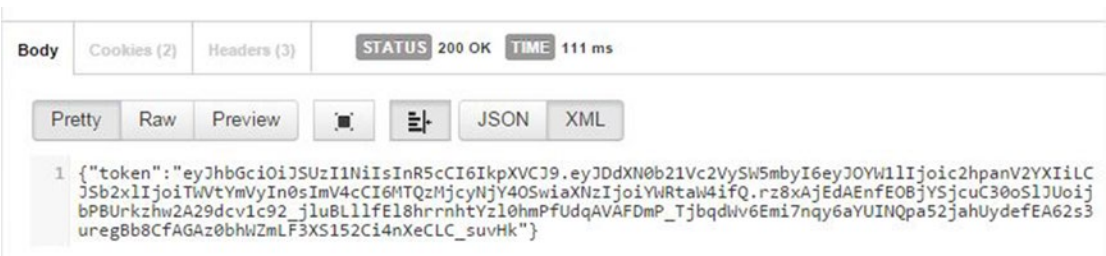 Body Cookies (2) Headers (3) STATUS 200 OK TIME 111 ms
Pretty Raw Preview JSON XML
1 {"token":"eyJhbGciOiJSUzI1NiIsInR5cCI6IkpXVCJ9.eyJDdXN0b21Vc2VySW5mbyI6eyJOYW1lIjoic2hpanV2YXIiLC
JSb2xlIjoiTWVtYmVyIn0sImV4cCI6MTQzMjcyNjY4OSwiaXNzIjoiYWRtaW4ifQ.rz8xAjEdAEnfEOBjYSjcuC30oSlJUoij
bPBUrkzhw2A29dcv1c92_jluBLllfEl8hrrnhtYzl0hmPfUdqAVAFDmP_TjbqdWv6Emi7nqy6aYUINQpa52jahUydefEA62s3
uregBb8CfAGAz0bhWZmLF3XS152Ci4nXeCLC_suvHk"}